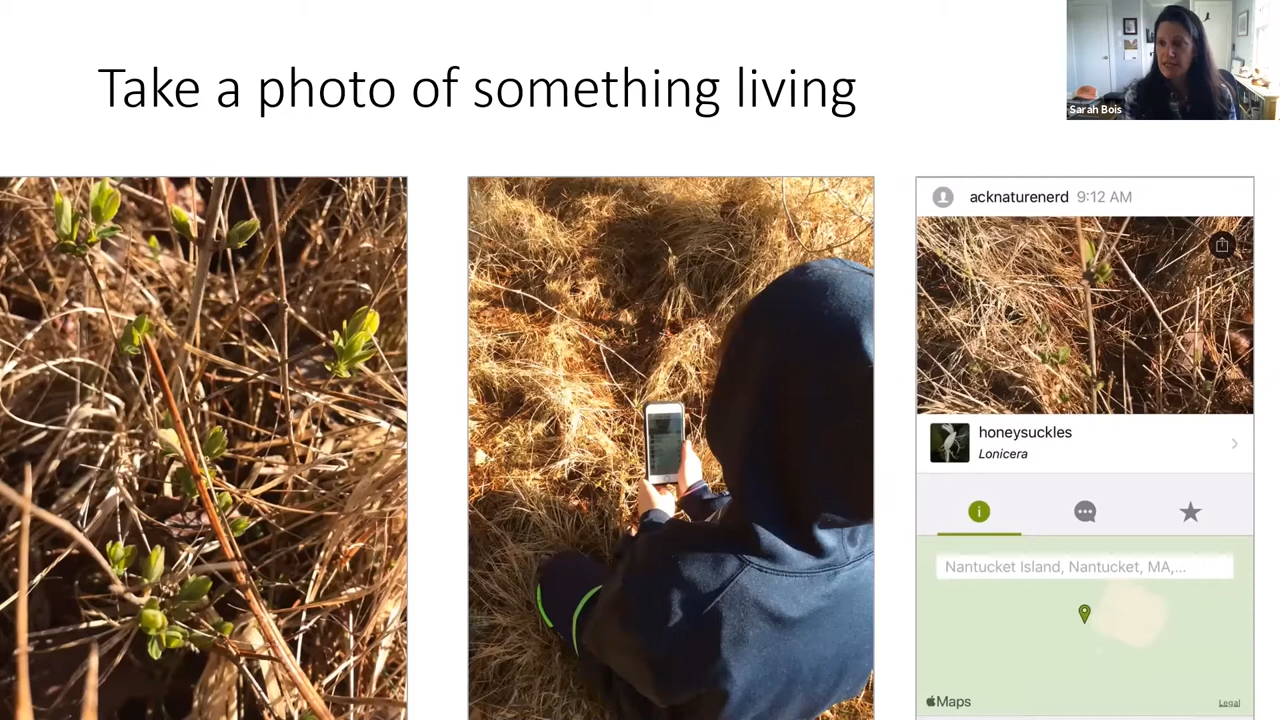 Take a photo of something living
Sarah Bois
acknaturenerd 9:12 AM
honeysuckles
Lonicera
Nantucket Island, Nantucket, MA,...
Maps
Legal